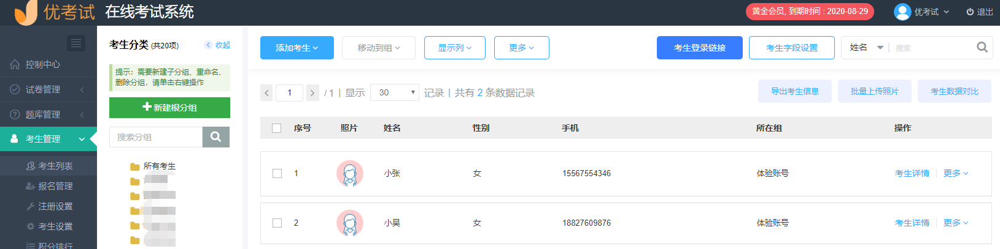 优考试 在线考试系统 黄金会员, 到期时间 : 2020-08-29 优考试 退出
控制中心
试卷管理
题库管理
考生管理
考生列表
报名管理
注册设置
考生设置
积分排行
考生分类 (共20项) 收起
提示：需要新建子分组、重命名、
删除分组，请单击右键操作
新建根分组
搜索分组
所有考生
添加考生 移动到组 显示列 更多 考生登录链接 考生字段设置 姓名 搜索
1 / 1 | 显示 30 记录 | 共有 2 条数据记录 导出考生信息 批量上传照片 考生数据对比
序号 照片 姓名 性别 手机 所在组 操作
1 小张 女 15567554346 体验账号 考生详情 更多
2 小昊 女 18827609876 体验账号 考生详情 更多